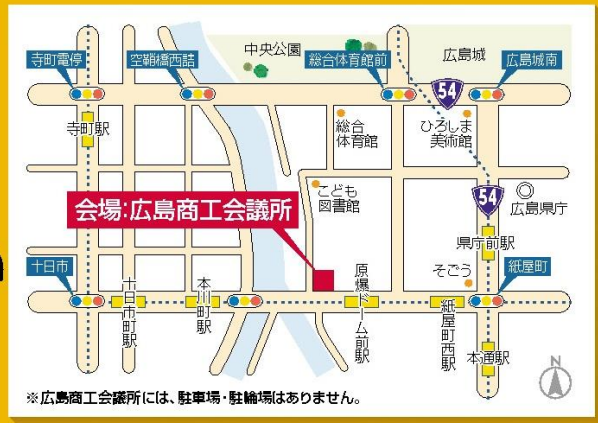 中央公園
広島城
寺町電停
空鞘橋西詰
総合体育館前
広島城南
54
寺町駅
総合
体育館
ひろしま
美術館
こども
図書館
54
広島県庁
会場:広島商工会議所
県庁前駅
十日市
そごう
紙屋町
十日市町駅
本川町駅
原爆ドーム前駅
紙屋町西駅
本通駅
N
※広島商工会議所には、駐車場・駐輪場はありません。